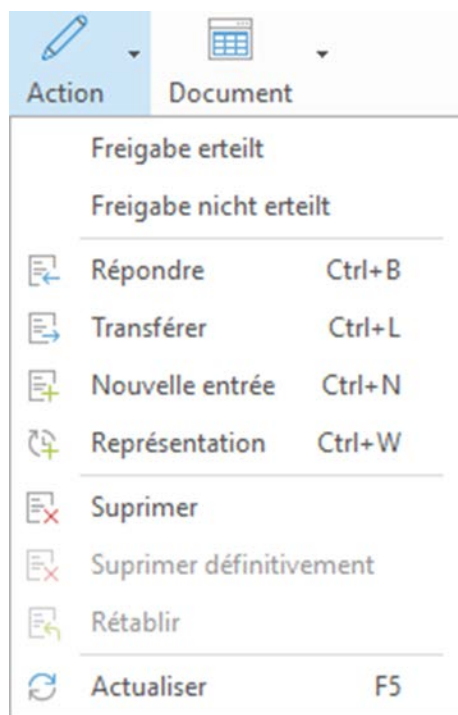 Action Document
Freigabe erteilt
Freigabe nicht erteilt
Répondre Ctrl+B
Transférer Ctrl+L
Nouvelle entrée Ctrl+N
Représentation Ctrl+W
Suprimer
Suprimer définitivement
Rétablir
Actualiser F5